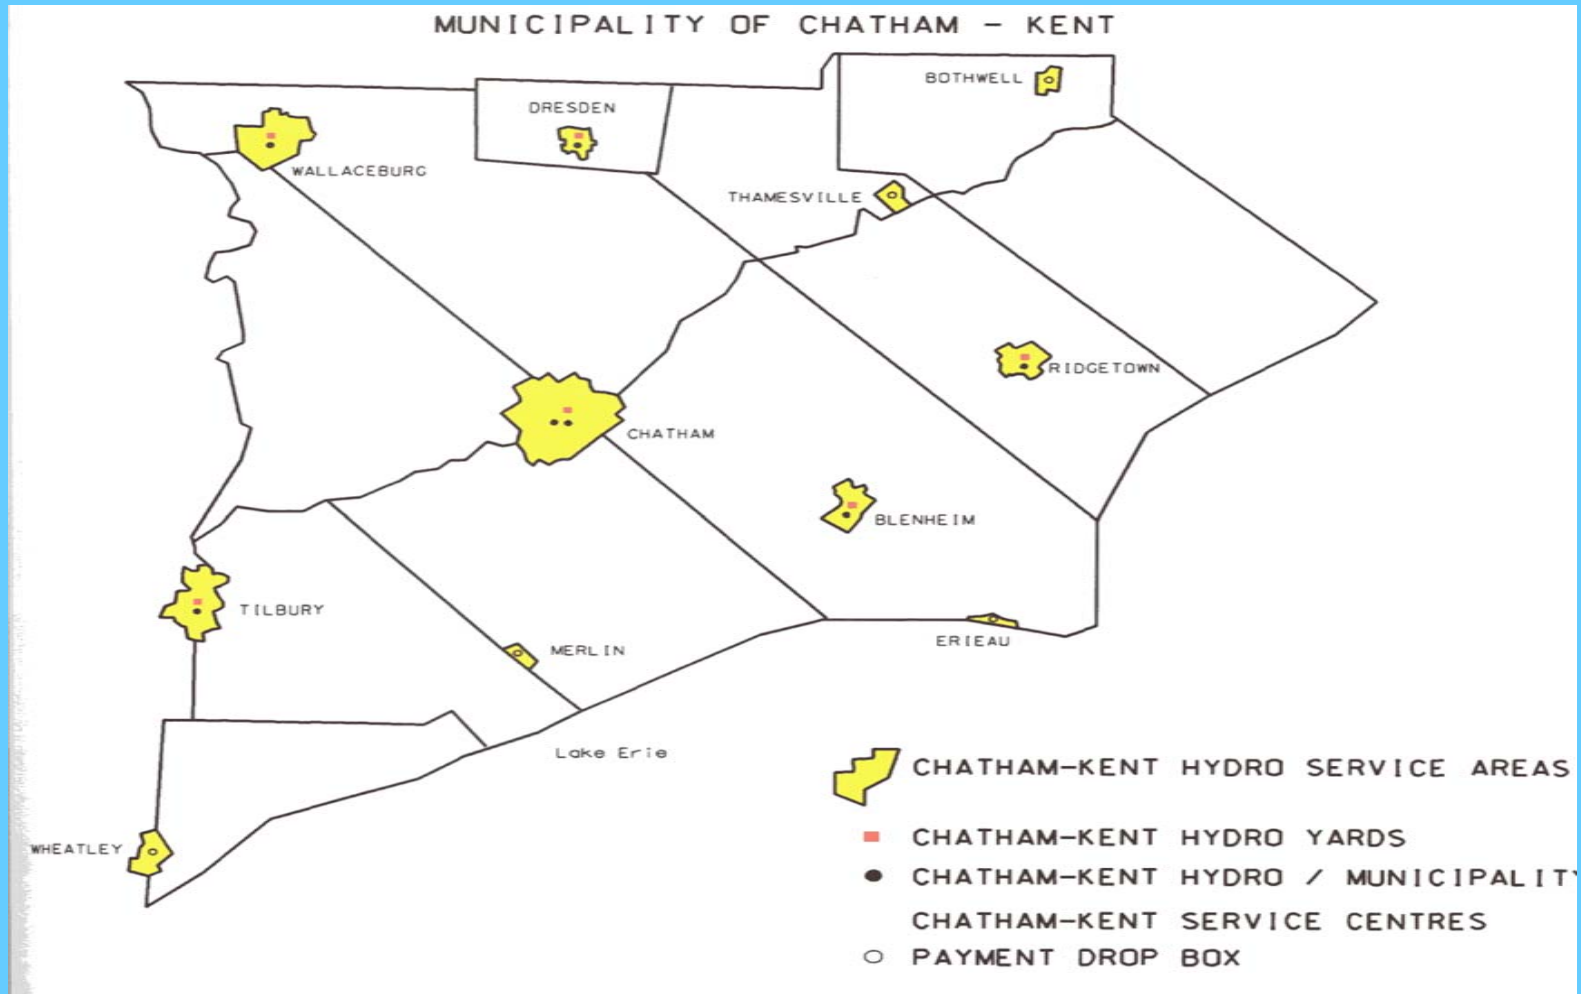 MUNICIPALITY OF CHATHAM - KENT
BOTHWELL
DRESDEN
WALLACEBURG
THAMESVILLE
RIDGETOWN
CHATHAM
BLENHEIM
TILBURY
MERLIN
ERIEAU
Lake Erie
WHEATLEY
CHATHAM-KENT HYDRO SERVICE AREAS
CHATHAM-KENT HYDRO YARDS
CHATHAM-KENT HYDRO / MUNICIPALITY
CHATHAM-KENT SERVICE CENTRES
PAYMENT DROP BOX